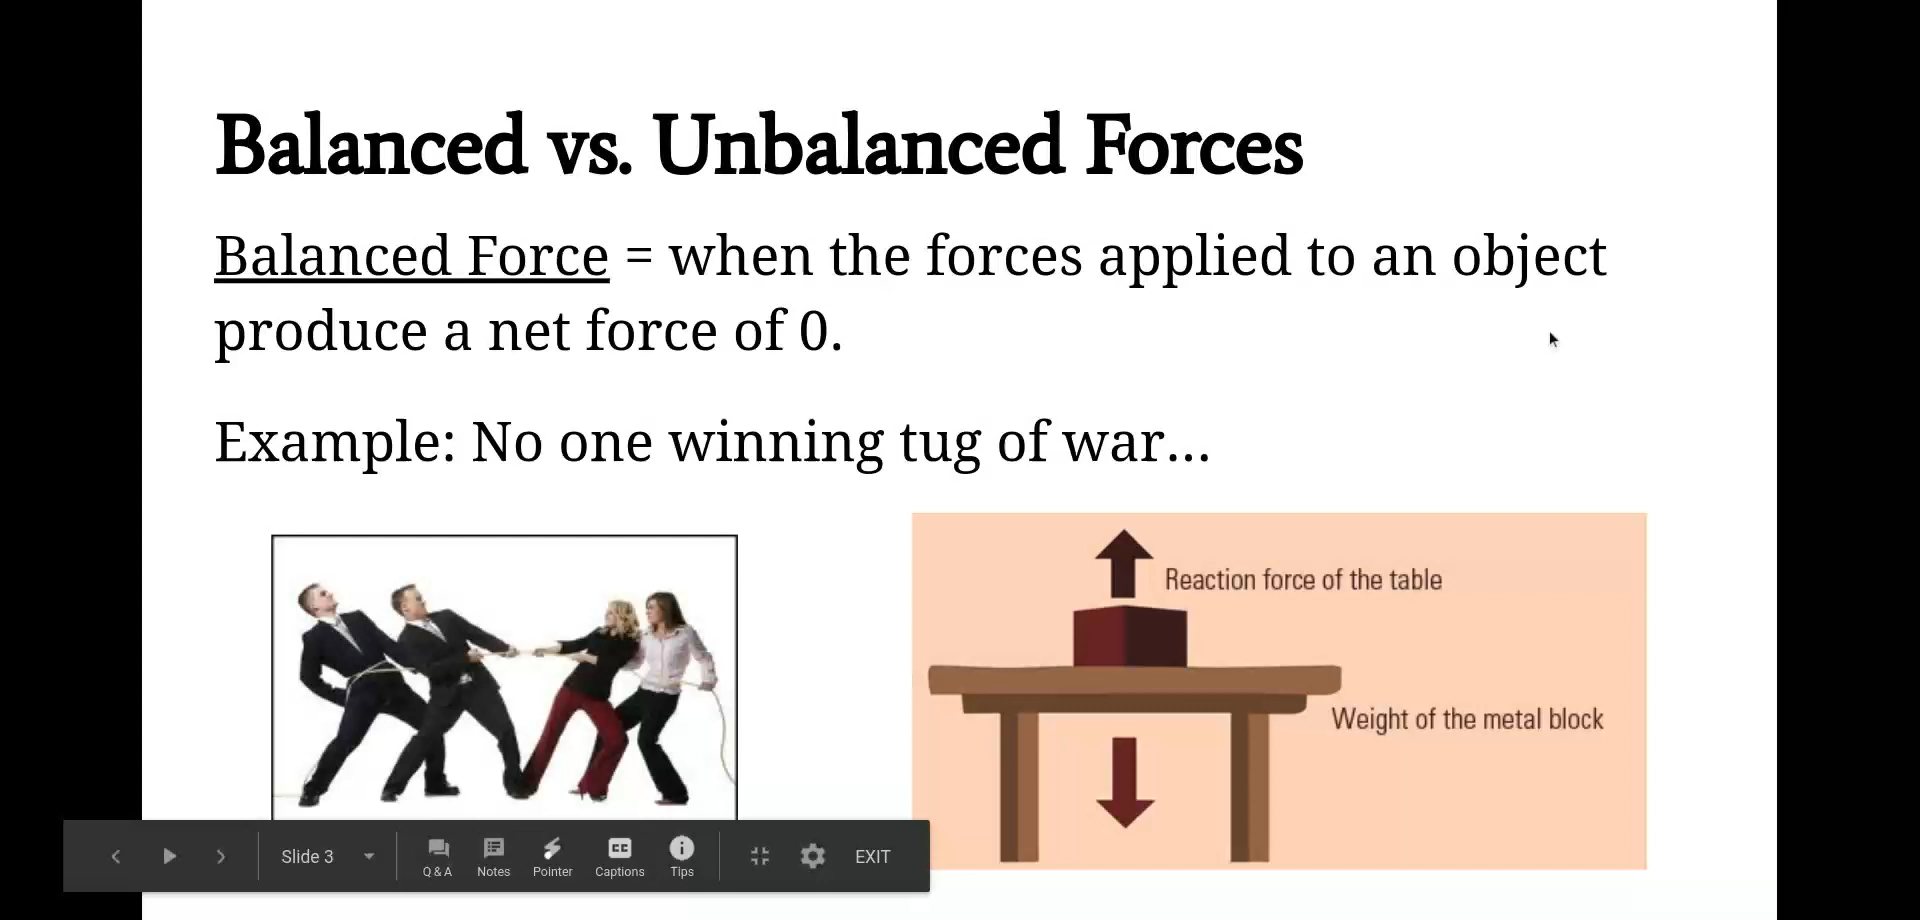 Balanced vs. Unbalanced Forces
Balanced Force = when the forces applied to an object
produce a net force of 0.
Example: No one winning tug of war...
Reaction force of the table
Weight of the metal block
Slide 3
Q & A
Notes
Pointer
CC
Captions
Tips
EXIT